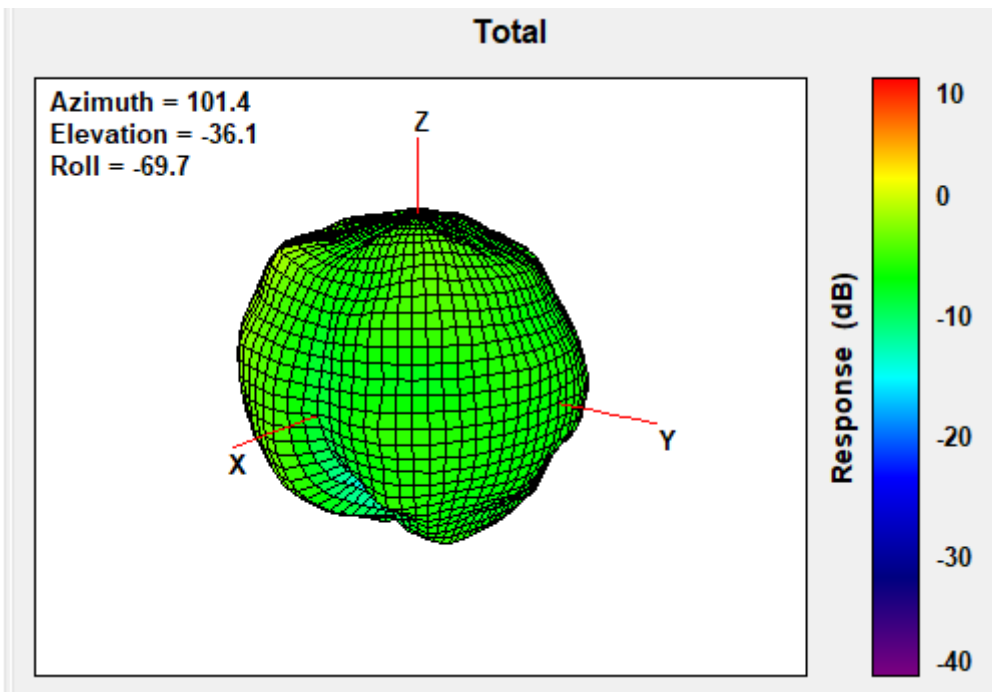 Total
Azimuth = 101.4
Elevation = -36.1
Roll = -69.7
Z
X
Y
10
0
-10
-20
-30
-40
Response (dB)